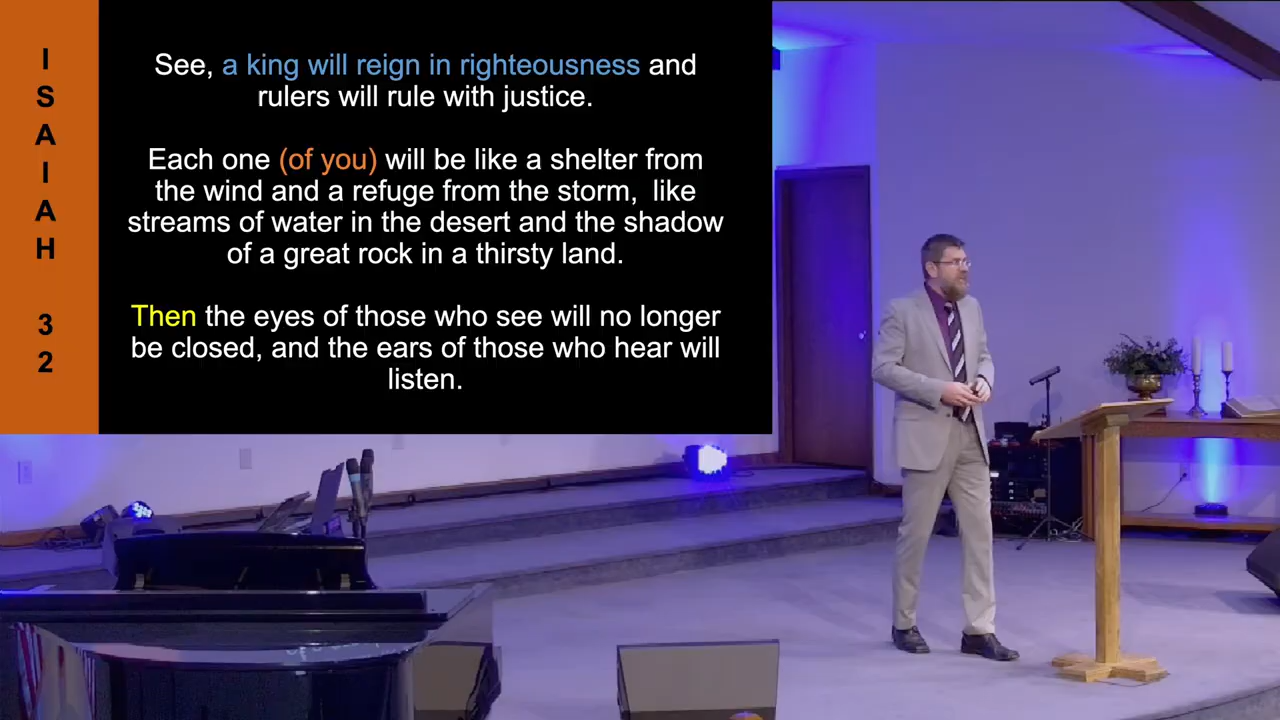 ISAIAH 32
See, a king will reign in righteousness and
rulers will rule with justice.
Each one (of you) will be like a shelter from
the wind and a refuge from the storm, like
streams of water in the desert and the shadow
of a great rock in a thirsty land.
Then the eyes of those who see will no longer
be closed, and the ears of those who hear will
listen.